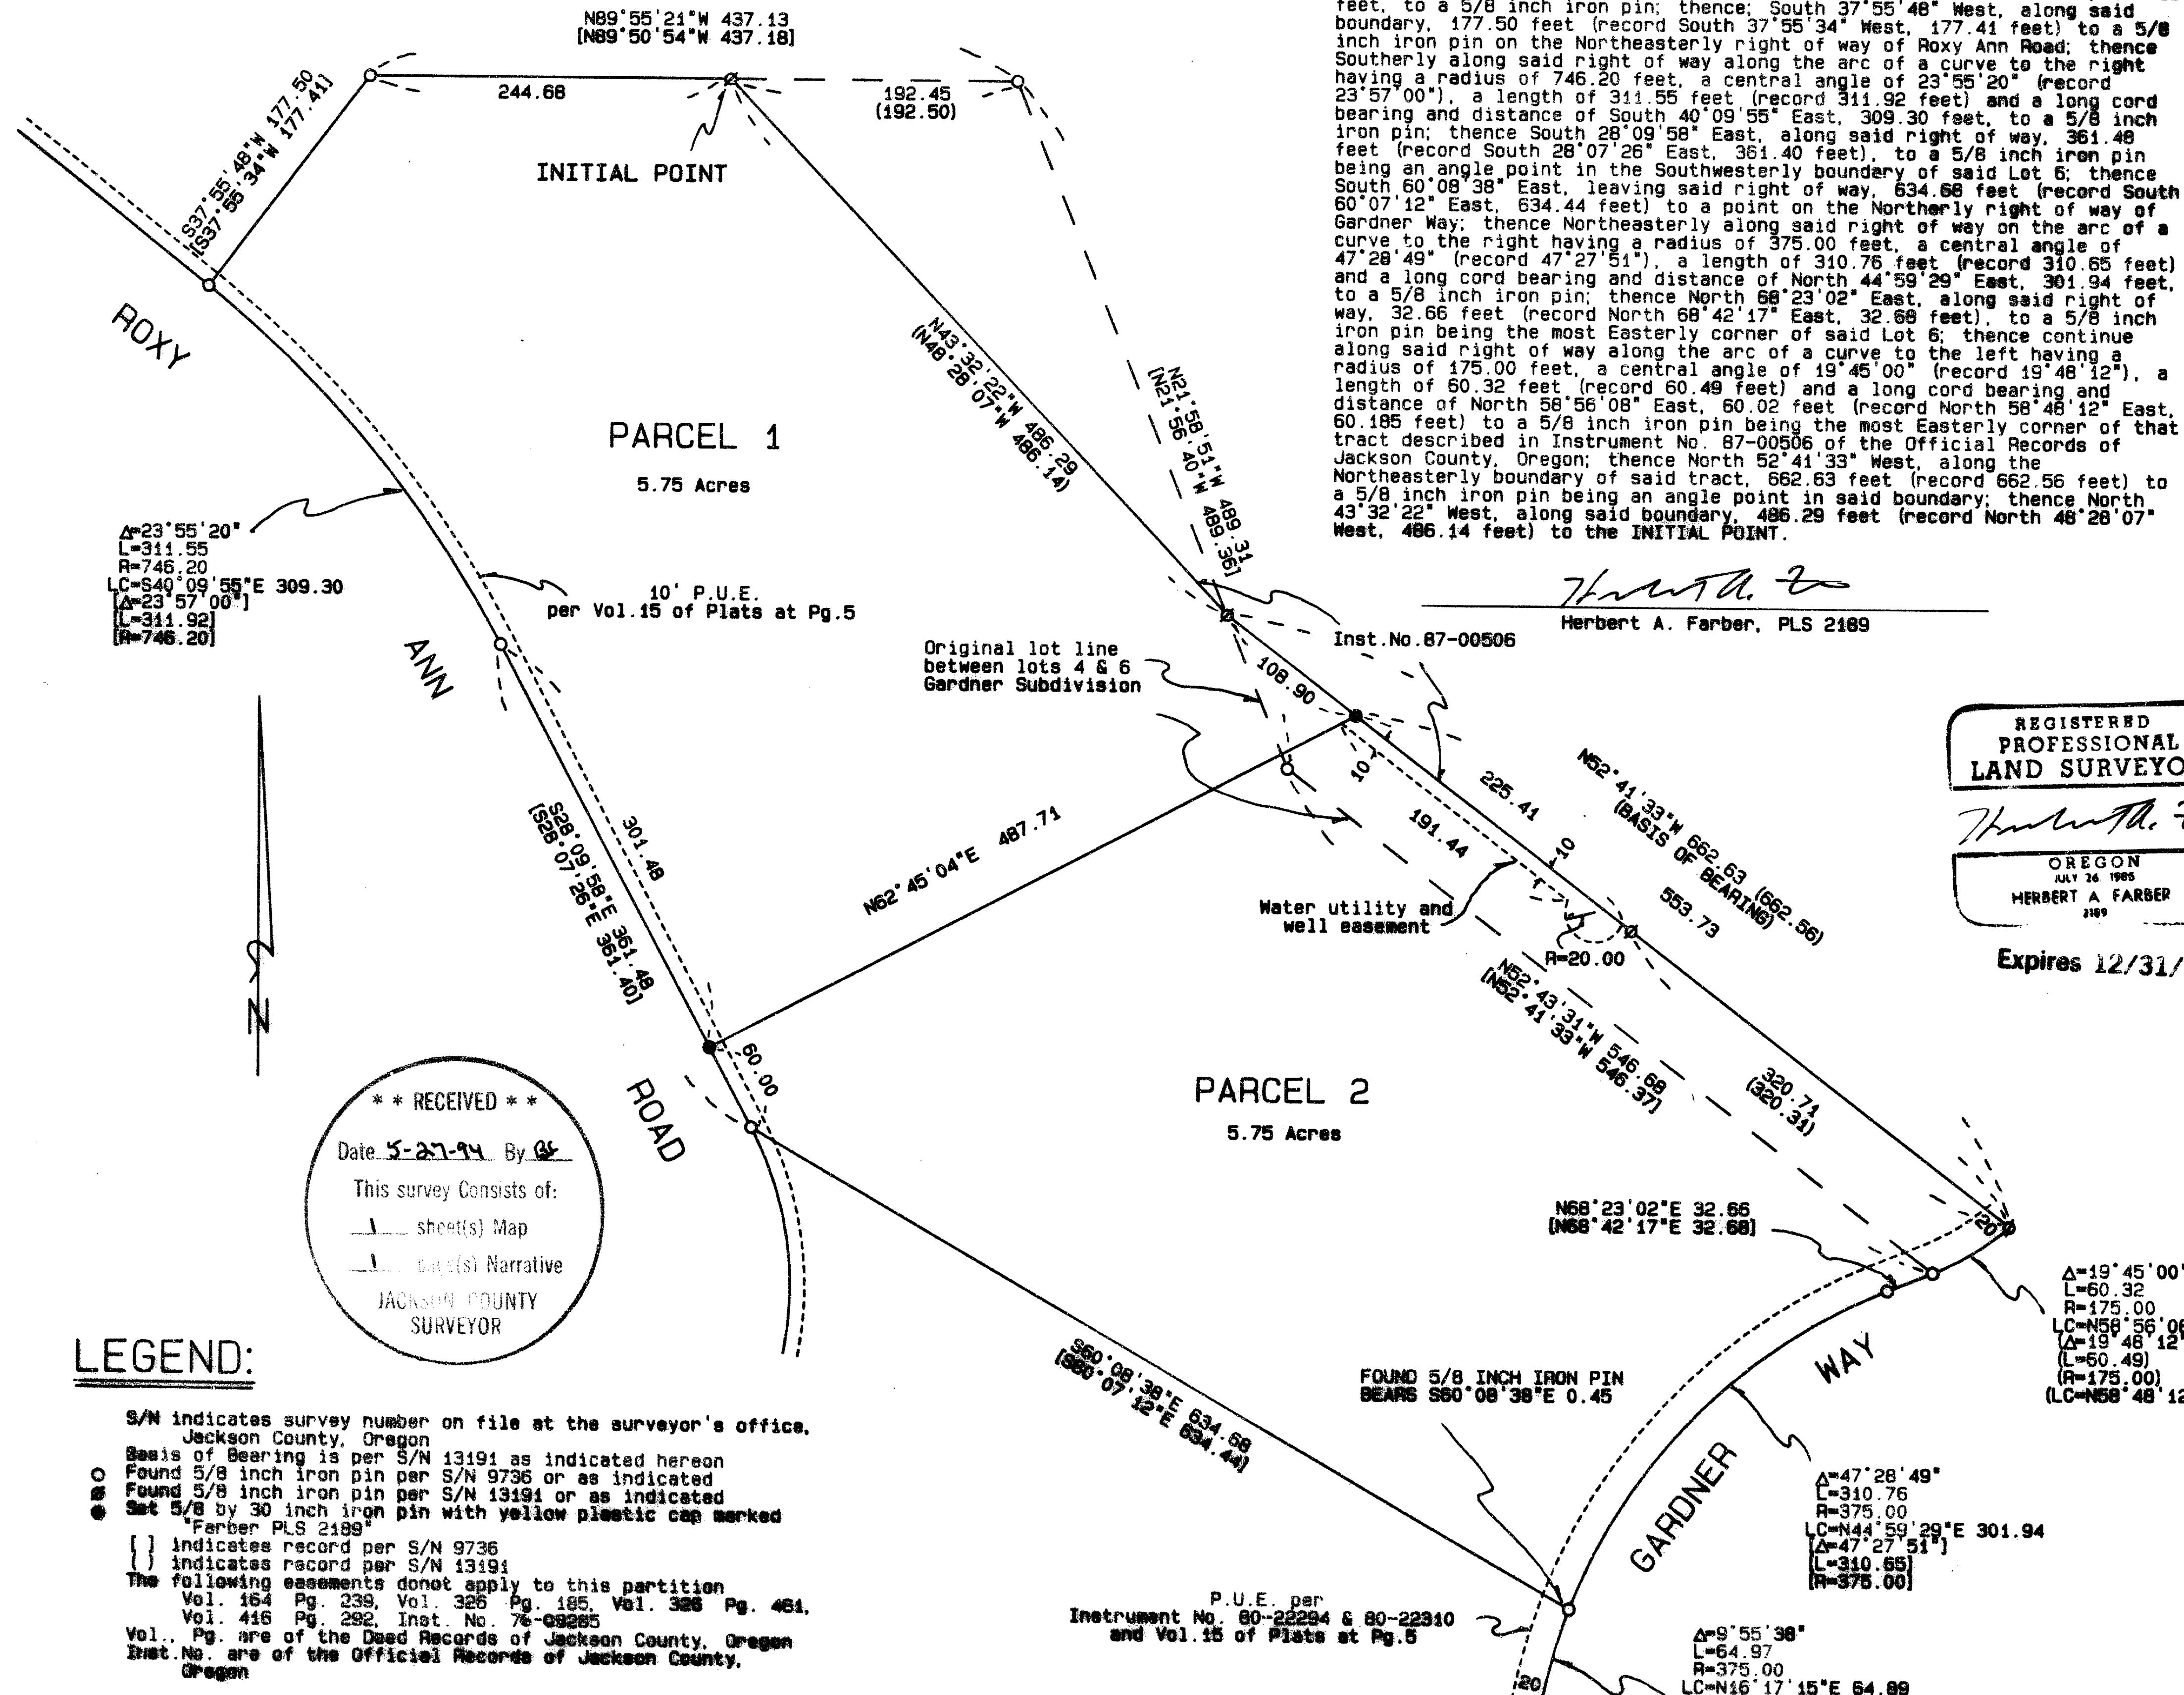 N89°55'21"W 437.13
[N89°50'54"W 437.18]
244.68
192.45
(192.50)
S37°55'48"W 177.50
[S37°55'34"W 177.41]
INITIAL POINT
feet, to a 5/8 inch iron pin; thence; South 37°55'48" West, along said
boundary, 177.50 feet (record South 37°55'34" West, 177.41 feet) to a 5/8
inch iron pin on the Northeasterly right of way of Roxy Ann Road; thence
Southerly along said right of way along the arc of a curve to the right
having a radius of 746.20 feet, a central angle of 23°55'20" (record
23°57'00"), a length of 311.55 feet (record 311.92 feet) and a long cord
bearing and distance of South 40°09'55" East, 309.30 feet, to a 5/8 inch
iron pin; thence South 28°09'58" East, along said right of way, 361.48
feet (record South 28°07'26" East, 361.40 feet), to a 5/8 inch iron pin
being an angle point in the Southwesterly boundary of said Lot 6; thence
South 60°08'38" East, leaving said right of way, 634.68 feet (record South
60°07'12" East, 634.44 feet) to a point on the Northerly right of way of
Gardner Way; thence Northeasterly along said right of way on the arc of a
curve to the right having a radius of 375.00 feet, a central angle of
47°28'49" (record 47°27'51"), a length of 310.76 feet (record 310.65 feet)
and a long cord bearing and distance of North 44°59'29" East, 301.94 feet,
to a 5/8 inch iron pin; thence North 68°23'02" East, along said right of
way, 32.66 feet (record North 68°42'17" East, 32.68 feet), to a 5/8 inch
iron pin being the most Easterly corner of said Lot 6; thence continue
along said right of way along the arc of a curve to the left having a
radius of 175.00 feet, a central angle of 19°45'00" (record 19°48'12"), a
length of 60.32 feet (record 60.49 feet) and a long cord bearing and
distance of North 58°56'08" East, 60.02 feet (record North 58°48'12" East,
60.185 feet) to a 5/8 inch iron pin being the most Easterly corner of that
tract described in Instrument No. 87-00506 of the Official Records of
Jackson County, Oregon; thence North 52°41'33" West, along the
Northeasterly boundary of said tract, 662.63 feet (record 662.56 feet) to
a 5/8 inch iron pin being an angle point in said boundary; thence North
43°32'22" West, along said boundary, 486.29 feet (record North 48°28'07"
West, 486.14 feet) to the INITIAL POINT.
Herbert A. Farber, PLS 2189
ROXY
ANN
ROAD
N43°32'22"W 486.29
(N48°28'07"W 486.14)
N21°58'51"W 489.31
[N21°56'40"W 489.36]
PARCEL 1
5.75 Acres
Δ=23°55'20"
L=311.55
R=746.20
LC=S40°09'55"E 309.30
[Δ=23°57'00"]
[L=311.92]
[R=746.20]
10' P.U.E.
per Vol.15 of Plats at Pg.5
Original lot line
between lots 4 & 6
Gardner Subdivision
Inst.No.87-00506
108.90
10
225.41
191.44
10
N52°41'33"W 662.63 (662.56)
(BASIS OF BEARING)
553.73
REGISTERED
PROFESSIONAL
LAND SURVEYO
OREGON
JULY 26 1985
HERBERT A FARBER
2189
Expires 12/31/
N62°45'04"E 487.71
301.48
S28°09'58"E 361.48
[S28°07'26"E 361.40]
Water utility and
well easement
R=20.00
N52°43'31"W 546.68
[N52°41'33"W 546.37]
60.00
PARCEL 2
5.75 Acres
320.71
(320.31)
* * RECEIVED * *
Date 5-27-94 By
This survey Consists of:
1 sheet(s) Map
1 page(s) Narrative
JACKSON COUNTY
SURVEYOR
N
N68°23'02"E 32.66
[N68°42'17"E 32.68]
20
Δ=19°45'00"
L=60.32
R=175.00
LC=N58°56'08
(Δ=19°48'12"
(L=60.49)
(R=175.00)
(LC=N58°48'12
S60°08'38"E 634.68
[S60°07'12"E 634.44]
FOUND 5/8 INCH IRON PIN
BEARS S60°08'38"E 0.45
GARDNER
WAY
Δ=47°28'49"
L=310.76
R=375.00
LC=N44°59'29"E 301.94
[Δ=47°27'51"]
[L=310.65]
[R=375.00]
P.U.E. per
Instrument No. 80-22294 & 80-22310
and Vol.15 of Plats at Pg.5
20
Δ=9°55'38"
L=64.97
R=375.00
LC=N16°17'15"E 64.89
LEGEND:
S/N indicates survey number on file at the surveyor's office,
Jackson County, Oregon
Basis of Bearing is per S/N 13191 as indicated hereon
Found 5/8 inch iron pin per S/N 9736 or as indicated
Found 5/8 inch iron pin per S/N 13191 or as indicated
Set 5/8 by 30 inch iron pin with yellow plastic cap marked
"Farber PLS 2189"
[ ] indicates record per S/N 9736
( ) indicates record per S/N 13191
The following easements donot apply to this partition
Vol. 164 Pg. 239, Vol. 326 Pg. 185, Vol. 326 Pg. 461,
Vol. 416 Pg. 292, Inst. No. 76-09285
Vol., Pg. are of the Deed Records of Jackson County, Oregon
Inst.No. are of the Official Records of Jackson County,
Oregon